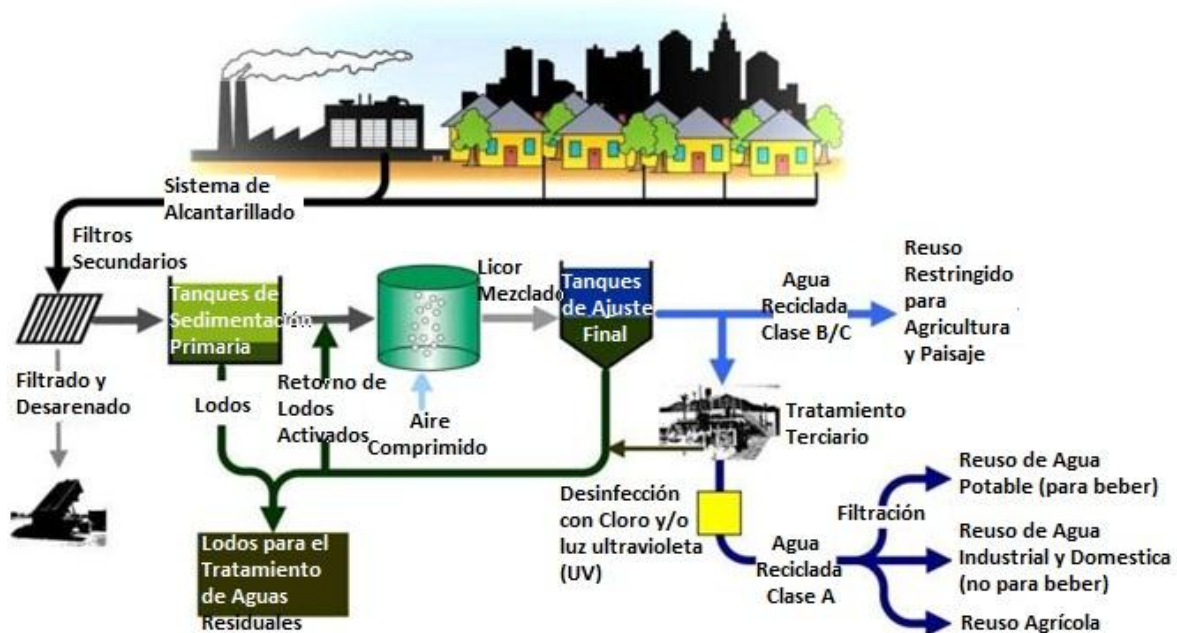 Sistema de
Alcantarillado
Filtros
Secundarios
Tanques de
Sedimentación
Primaria
Licor
Mezclado
Tanques
de Ajuste
Final
Agua
Reciclada
Clase B/C
Reuso
Restringido
para
Agricultura
y Paisaje
Filtrado y
Desarenado
Lodos
Retorno de
Lodos
Activados
Aire
Comprimido
Tratamiento
Terciario
Lodos para el
Tratamiento
de Aguas
Residuales
Desinfección
con Cloro y/o
luz ultravioleta
(UV)
Agua
Reciclada
Clase A
Filtración
Reuso de Agua
Potable (para beber)
Reuso de Agua
Industrial y Domestica
(no para beber)
Reuso Agrícola